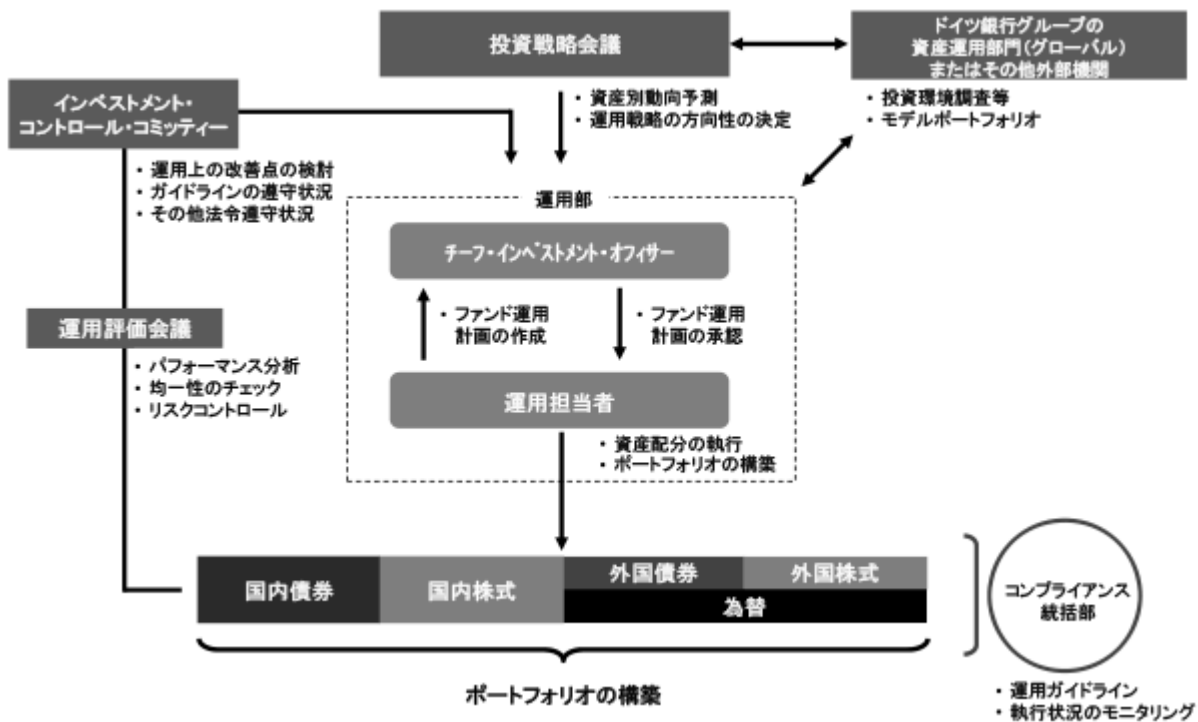 投資戦略会議
ドイツ銀行グループの
資産運用部門(グローバル)
またはその他外部機関
インベストメント・
コントロール・コミッティー
・ 資産別動向予測
・ 運用戦略の方向性の決定
・ 投資環境調査等
・ モデルポートフォリオ
・ 運用上の改善点の検討
・ ガイドラインの遵守状況
・ その他法令遵守状況
運用部
チーフ・インベストメント・オフィサー
・ ファンド運用
計画の作成
・ ファンド運用
計画の承認
運用評価会議
・ パフォーマンス分析
・ 均一性のチェック
・ リスクコントロール
運用担当者
・ 資産配分の執行
・ ポートフォリオの構築
国内債券
国内株式
外国債券
外国株式
為替
コンプライアンス
統括部
ポートフォリオの構築
・ 運用ガイドライン
・ 執行状況のモニタリング